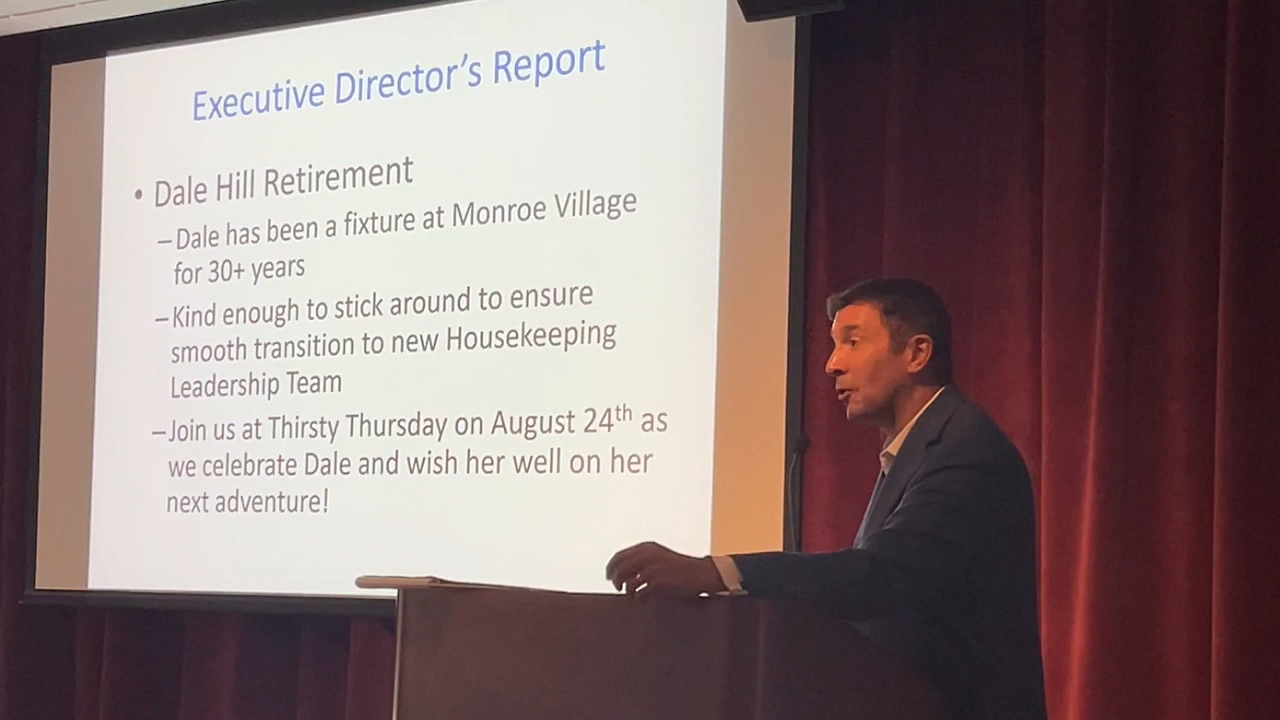 Executive Director's Report
• Dale Hill Retirement
–Dale has been a fixture at Monroe Village
for 30+ years
–Kind enough to stick around to ensure
smooth transition to new Housekeeping
Leadership Team
–Join us at Thirsty Thursday on August 24th as
we celebrate Dale and wish her well on her
next adventure!